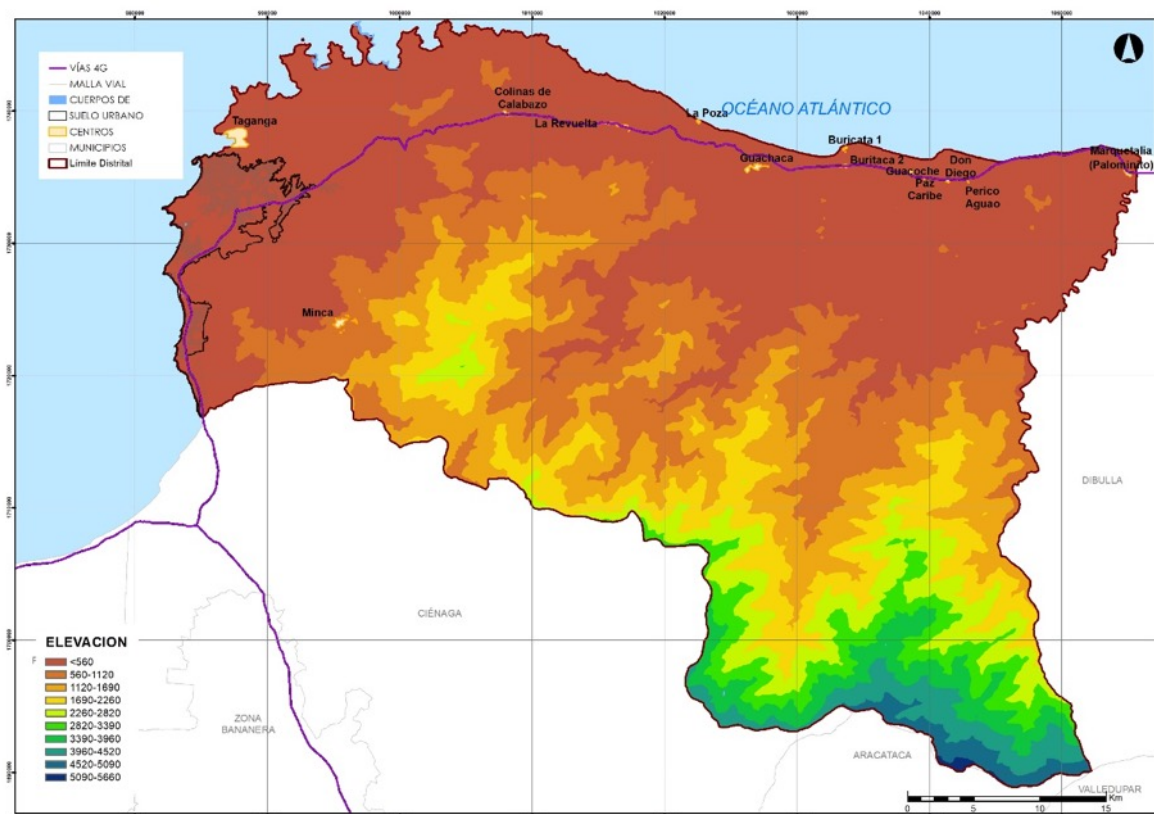 VÍAS 4G
MALLA VIAL
CUERPOS DE
SUELO URBANO
CENTROS
MUNICIPIOS
Límite Distrital
Taganga
Colinas de
Calabazo
La Revuelta
La Poza
OCÉANO ATLÁNTICO
Guachaca
Buricata 1
Buritaca 2
Guacoche
Paz
Caribe
Don
Diego
Perico
Aguao
Marquetalia
(Palominito)
Minca
DIBULLA
CIÉNAGA
ZONA
BANANERA
ARACATACA
VALLEDUPAR
ELEVACION
<560
560-1120
1120-1690
1690-2260
2260-2820
2820-3390
3390-3960
3960-4520
4520-5090
5090-5660
Km
0 5 10 15